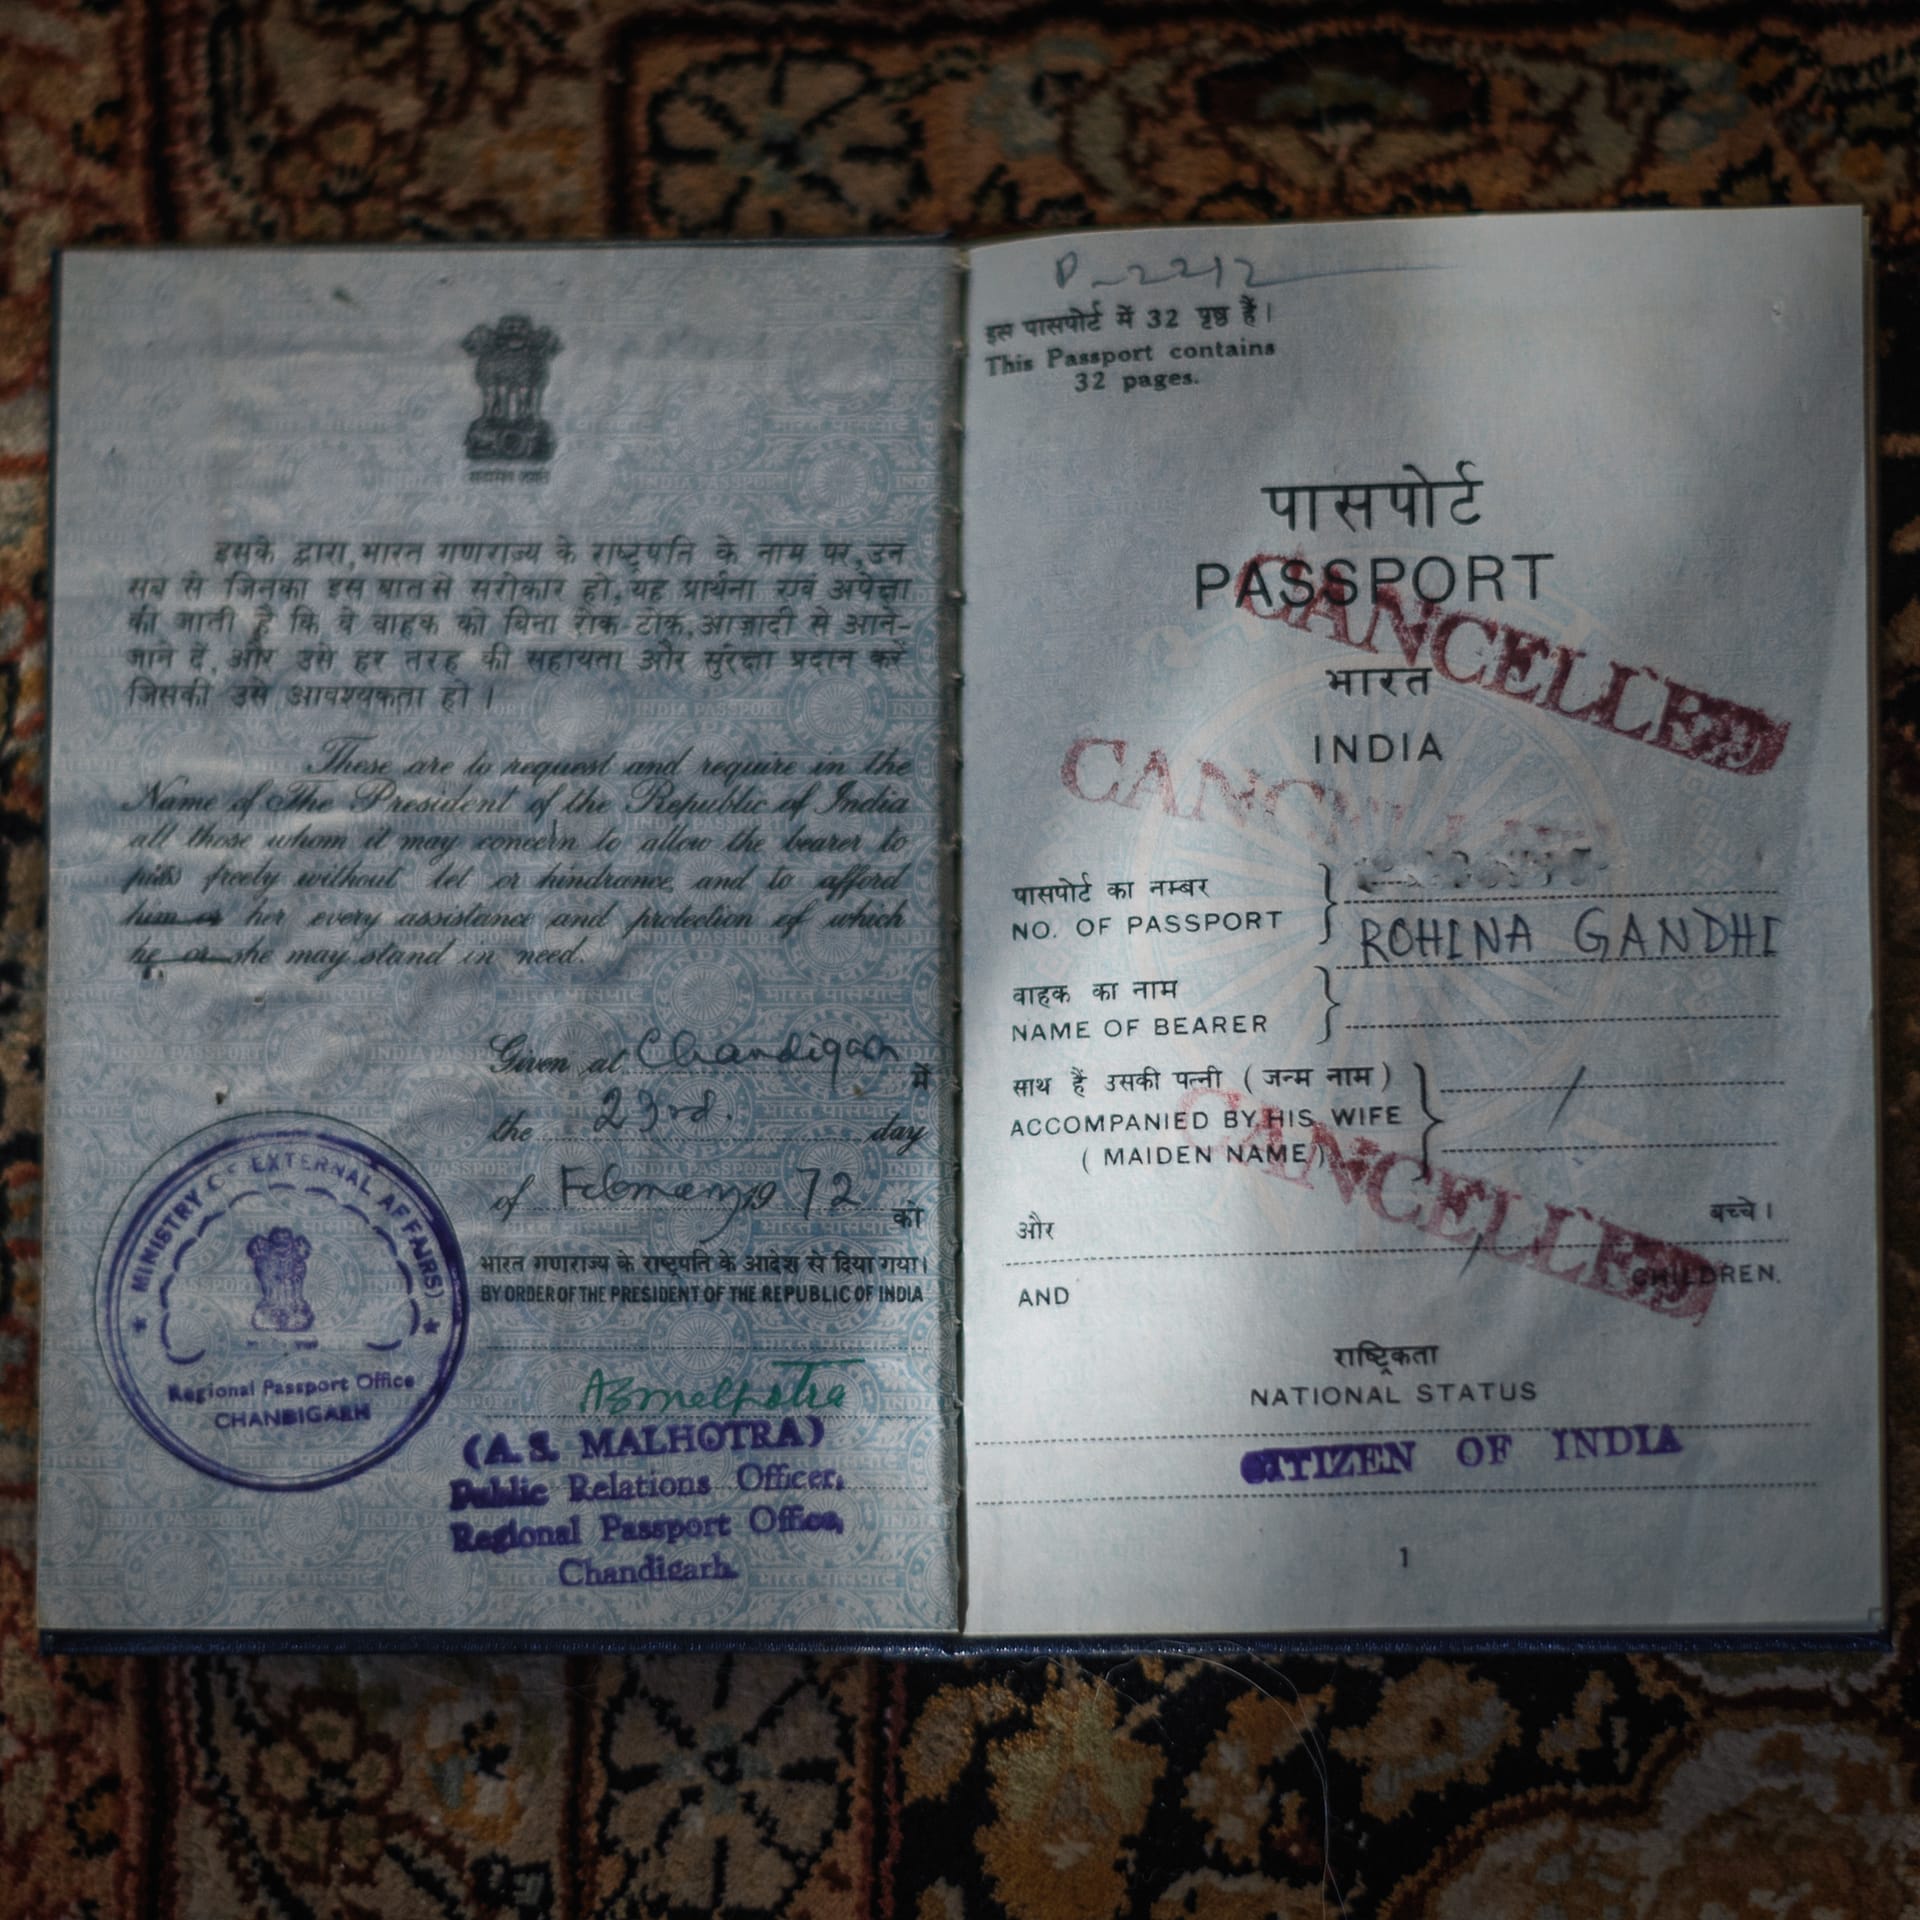 सत्यमेव जयते
इसके द्वारा, भारत गणराज्य के राष्ट्रपति के नाम पर, उन
सब से जिनका इस बात से सरोकार हो, यह प्रार्थना एवं अपेक्षा
की जाती है कि वे वाहक को बिना रोक टोक, आज़ादी से आने-
जाने दें, और उसे हर तरह की सहायता और सुरक्षा प्रदान करें
जिसकी उसे आवश्यकता हो।
These are to request and require in the
Name of The President of the Republic of India
all those whom it may concern to allow the bearer to
pass freely without let or hindrance, and to afford
him or her every assistance and protection of which
he or she may stand in need.
Given at Chandigarh में
the 23rd. day
of February 1972 को
भारत गणराज्य के राष्ट्रपति के आदेश से दिया गया।
BY ORDER OF THE PRESIDENT OF THE REPUBLIC OF INDIA
(A. S. MALHOTRA)
Public Relations Officer,
Regional Passport Office,
Chandigarh.
MINISTRY OF EXTERNAL AFFAIRS
Regional Passport Office
CHANDIGARH
P-2212
इस पासपोर्ट में 32 पृष्ठ हैं।
This Passport contains
32 pages.
पासपोर्ट
PASSPORT
CANCELLED
भारत
INDIA
CANCELLED
पासपोर्ट का नम्बर
NO. OF PASSPORT
ROHINA GANDHI
वाहक का नाम
NAME OF BEARER
साथ हैं उसकी पत्नी (जन्म नाम)
ACCOMPANIED BY HIS WIFE
(MAIDEN NAME)
CANCELLED
और बच्चे।
AND CHILDREN.
राष्ट्रिकता
NATIONAL STATUS
CITIZEN OF INDIA
1